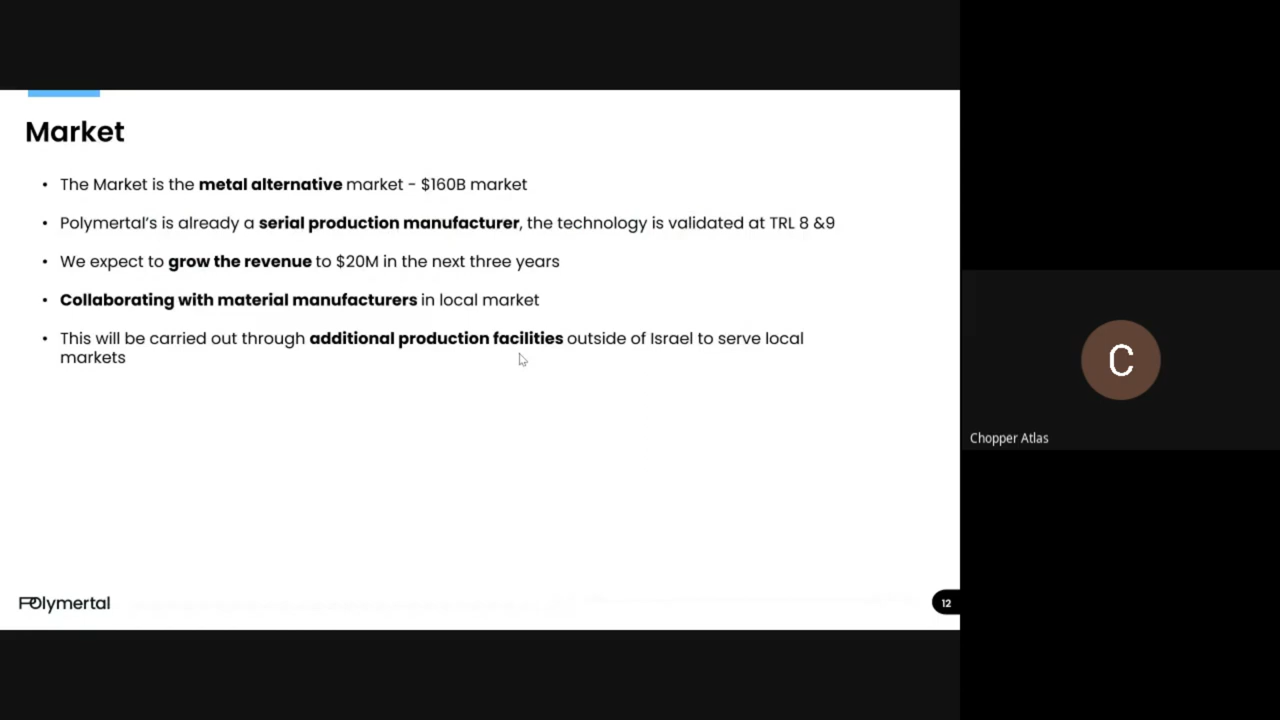 Market
• The Market is the metal alternative market - $160B market
• Polymertal's is already a serial production manufacturer, the technology is validated at TRL 8 &9
• We expect to grow the revenue to $20M in the next three years
• Collaborating with material manufacturers in local market
• This will be carried out through additional production facilities outside of Israel to serve local
markets
Polymertal
12
C
Chopper Atlas